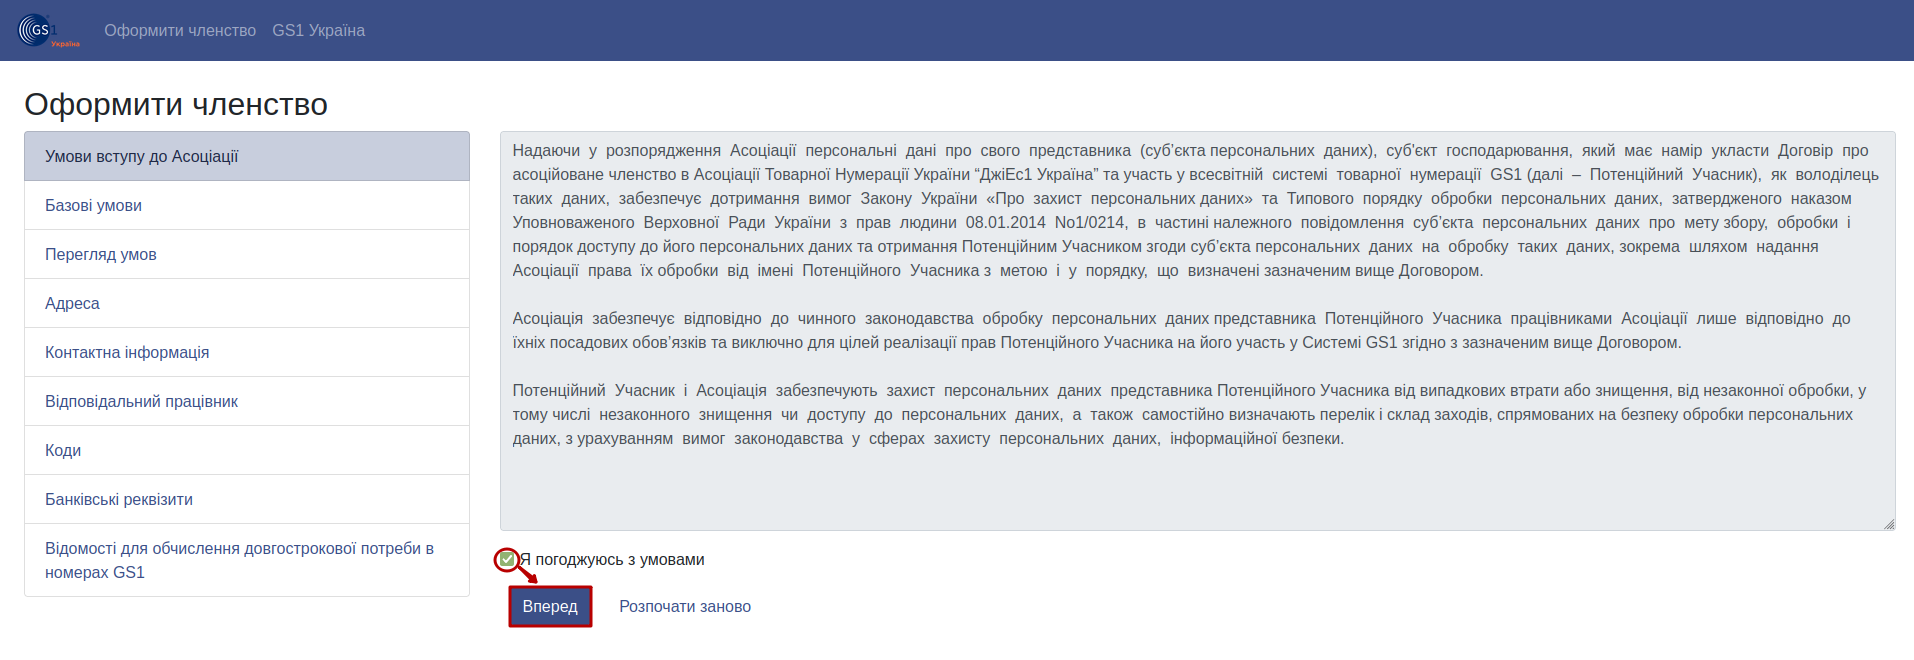 GS1
Україна
Оформити членство
GS1 Україна
Оформити членство
Умови вступу до Асоціації
Базові умови
Перегляд умов
Адреса
Контактна інформація
Відповідальний працівник
Коди
Банківські реквізити
Відомості для обчислення довгострокової потреби в
номерах GS1
Надаючи у розпорядження Асоціації персональні дані про свого представника (суб’єкта персональних даних), суб'єкт господарювання, який має намір укласти Договір про
асоційоване членство в Асоціації Товарної Нумерації України “ДжіЕс1 Україна” та участь у всесвітній системі товарної нумерації GS1 (далі – Потенційний Учасник), як володілець
таких даних, забезпечує дотримання вимог Закону України «Про захист персональних даних» та Типового порядку обробки персональних даних, затвердженого наказом
Уповноваженого Верховної Ради України з прав людини 08.01.2014 No1/0214, в частині належного повідомлення суб’єкта персональних даних про мету збору, обробки і
порядок доступу до його персональних даних та отримання Потенційним Учасником згоди суб’єкта персональних даних на обробку таких даних, зокрема шляхом надання
Асоціації права їх обробки від імені Потенційного Учасника з метою і у порядку, що визначені зазначеним вище Договором.
Асоціація забезпечує відповідно до чинного законодавства обробку персональних даних представника Потенційного Учасника працівниками Асоціації лише відповідно до
їхніх посадових обов’язків та виключно для цілей реалізації прав Потенційного Учасника на його участь у Системі GS1 згідно з зазначеним вище Договором.
Потенційний Учасник і Асоціація забезпечують захист персональних даних представника Потенційного Учасника від випадкових втрати або знищення, від незаконної обробки, у
тому числі незаконного знищення чи доступу до персональних даних, а також самостійно визначають перелік і склад заходів, спрямованих на безпеку обробки персональних
даних, з урахуванням вимог законодавства у сферах захисту персональних даних, інформаційної безпеки.
Я погоджуюсь з умовами
Вперед
Розпочати заново